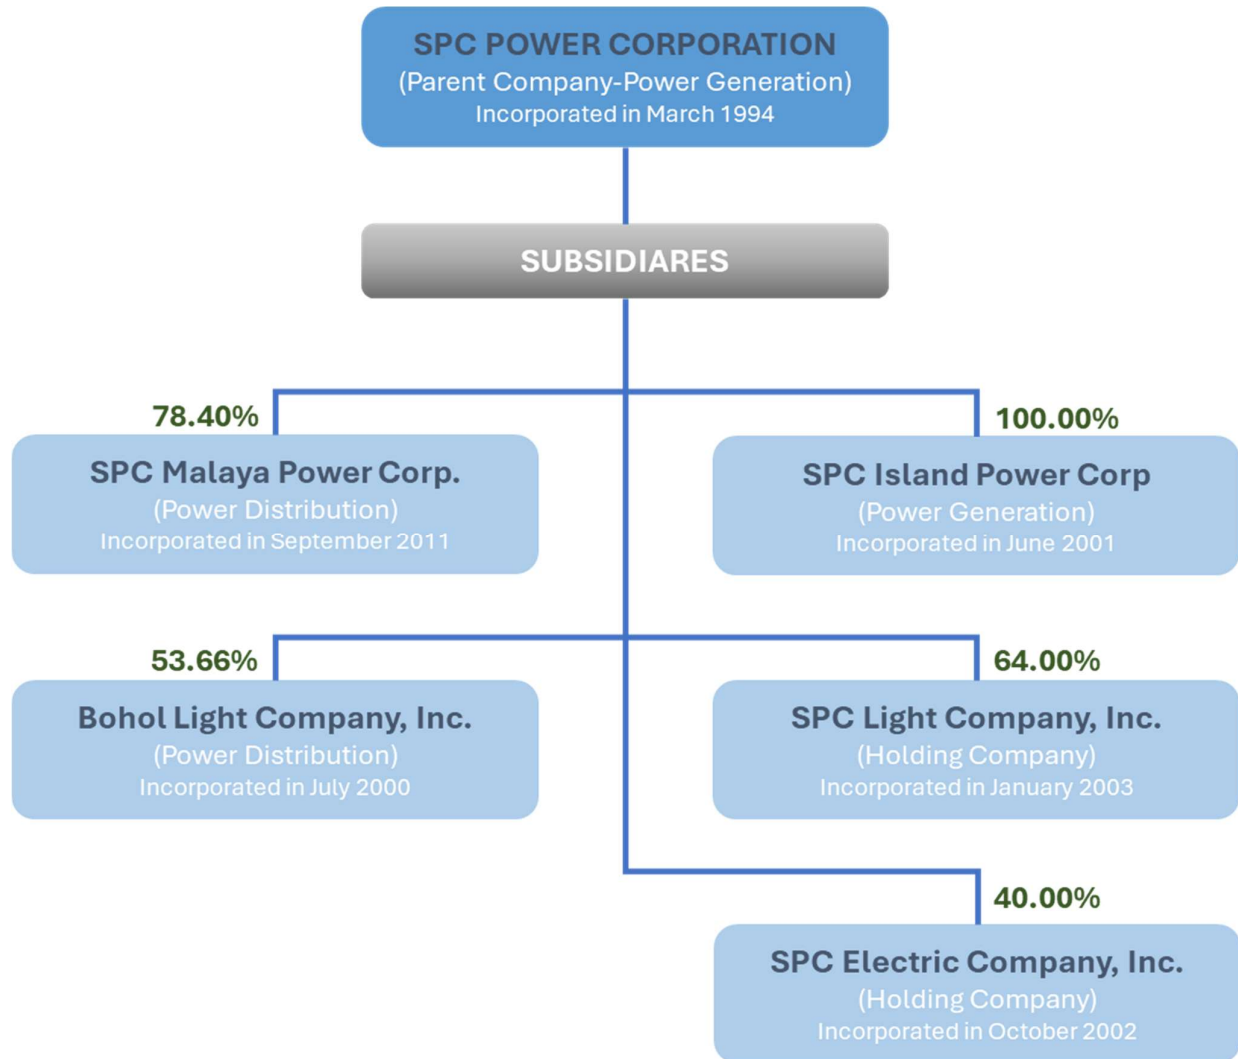 SPC POWER CORPORATION
(Parent Company-Power Generation)
Incorporated in March 1994
SUBSIDIARES
78.40%
SPC Malaya Power Corp.
(Power Distribution)
Incorporated in September 2011
100.00%
SPC Island Power Corp
(Power Generation)
Incorporated in June 2001
53.66%
Bohol Light Company, Inc.
(Power Distribution)
Incorporated in July 2000
64.00%
SPC Light Company, Inc.
(Holding Company)
Incorporated in January 2003
40.00%
SPC Electric Company, Inc.
(Holding Company)
Incorporated in October 2002